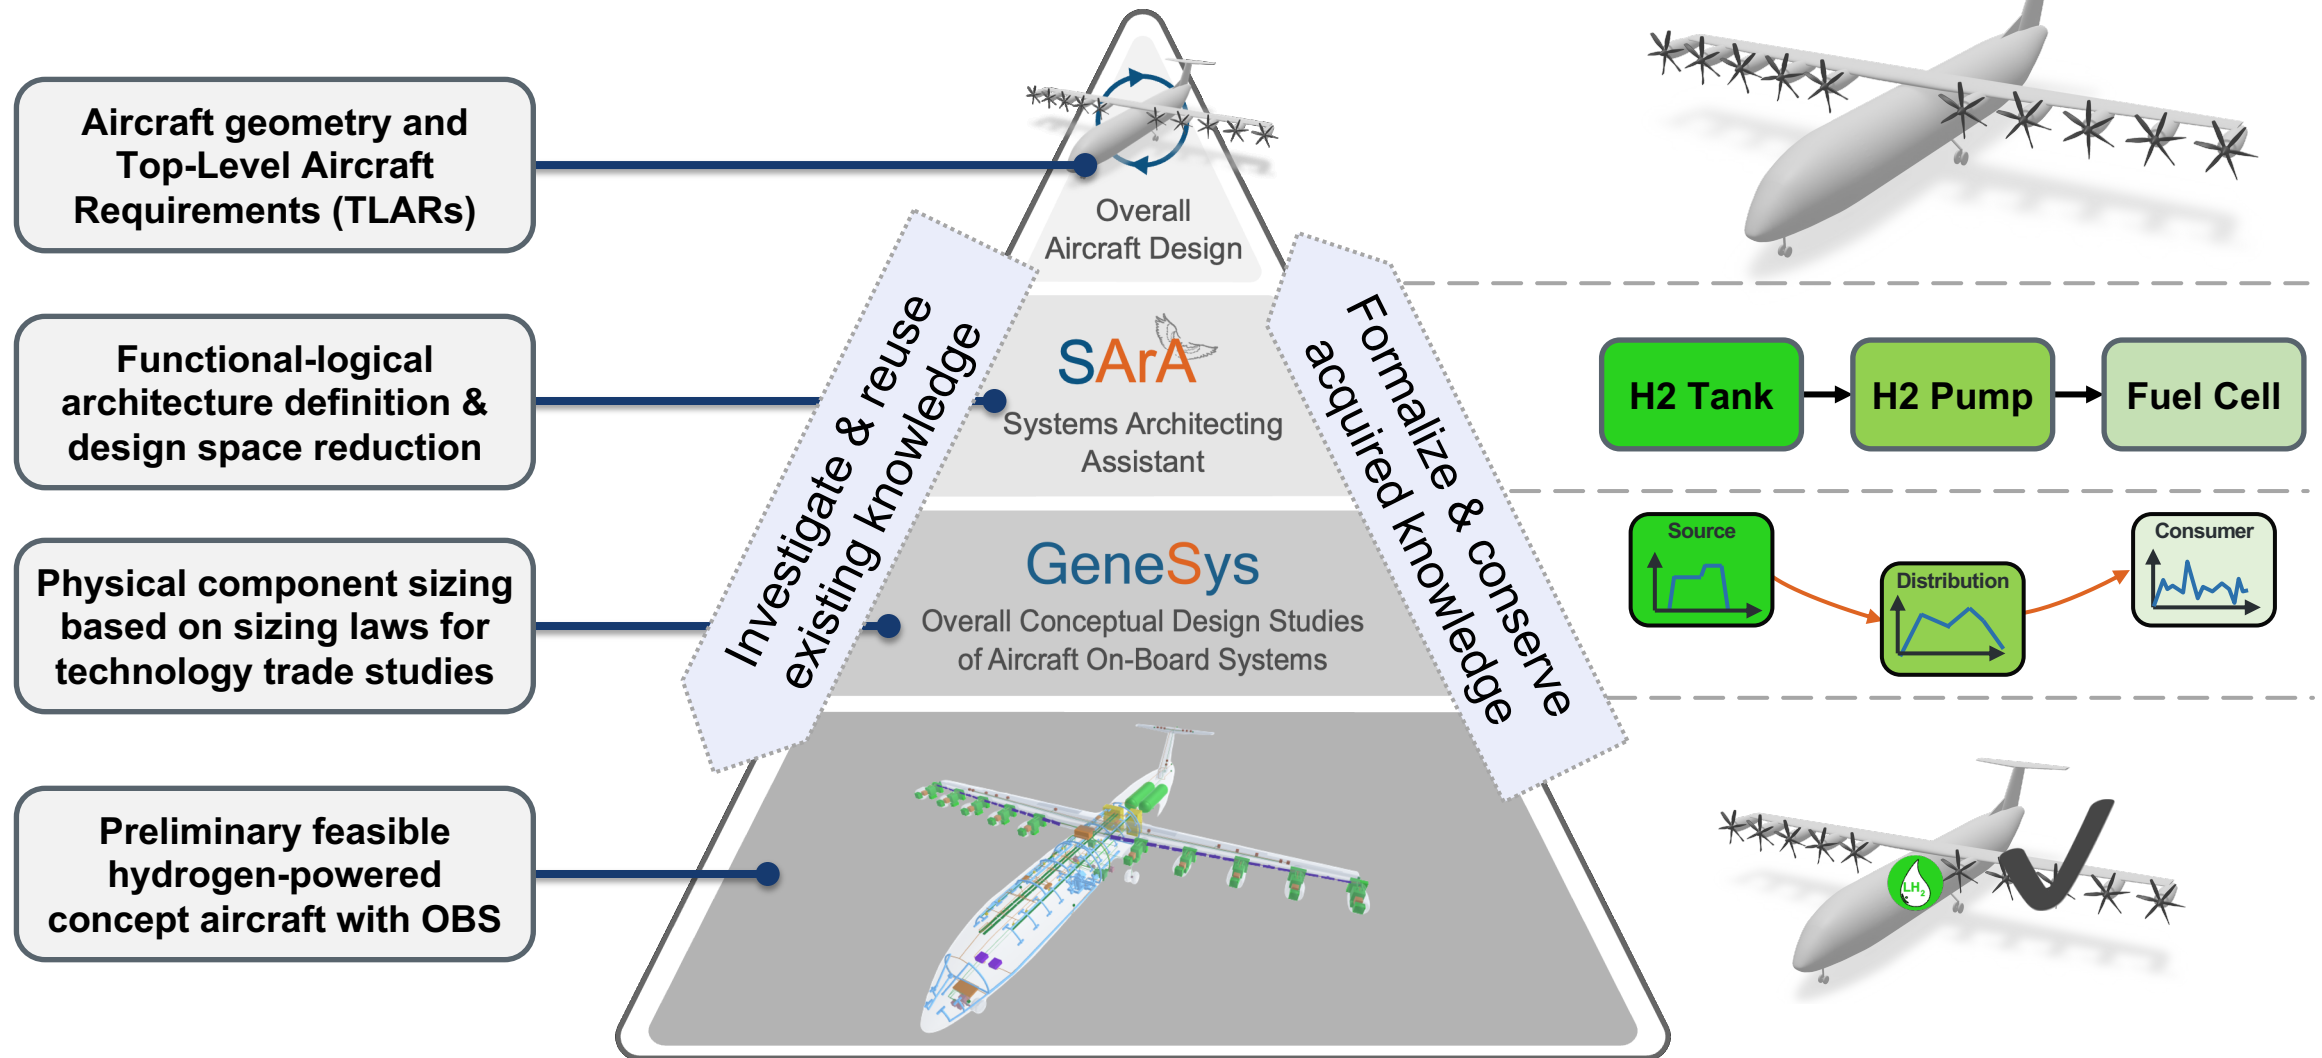 Aircraft geometry and
Top-Level Aircraft
Requirements (TLARs)
Functional-logical
architecture definition &
design space reduction
Physical component sizing
based on sizing laws for
technology trade studies
Preliminary feasible
hydrogen-powered
concept aircraft with OBS
Investigate & reuse
existing knowledge
Overall
Aircraft Design
SArA
Systems Architecting
Assistant
GeneSys
Overall Conceptual Design Studies
of Aircraft On-Board Systems
Formalize & conserve
acquired knowledge
H2 Tank
H2 Pump
Fuel Cell
Source
Distribution
Consumer
LH₂